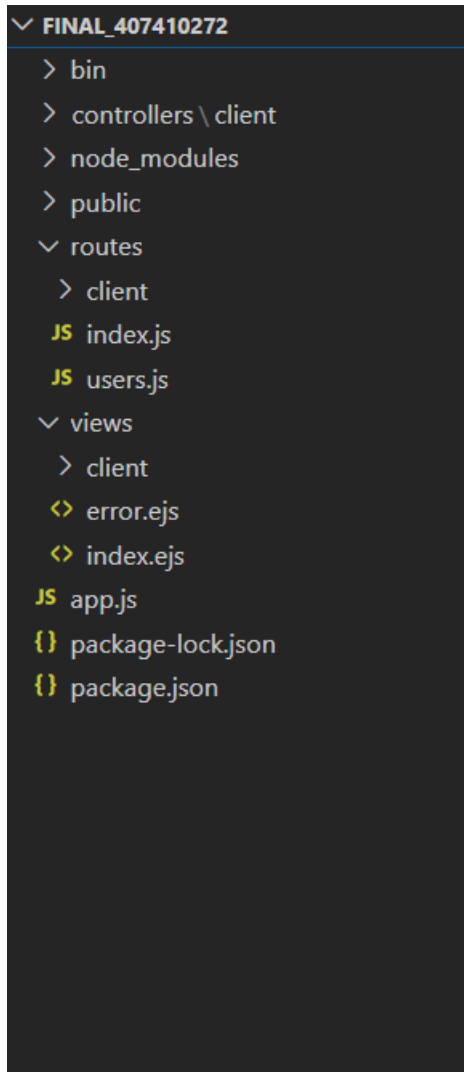 FINAL_407410272
bin
controllers \ client
node_modules
public
routes
client
JS index.js
JS users.js
views
client
<> error.ejs
<> index.ejs
JS app.js
{} package-lock.json
{} package.json